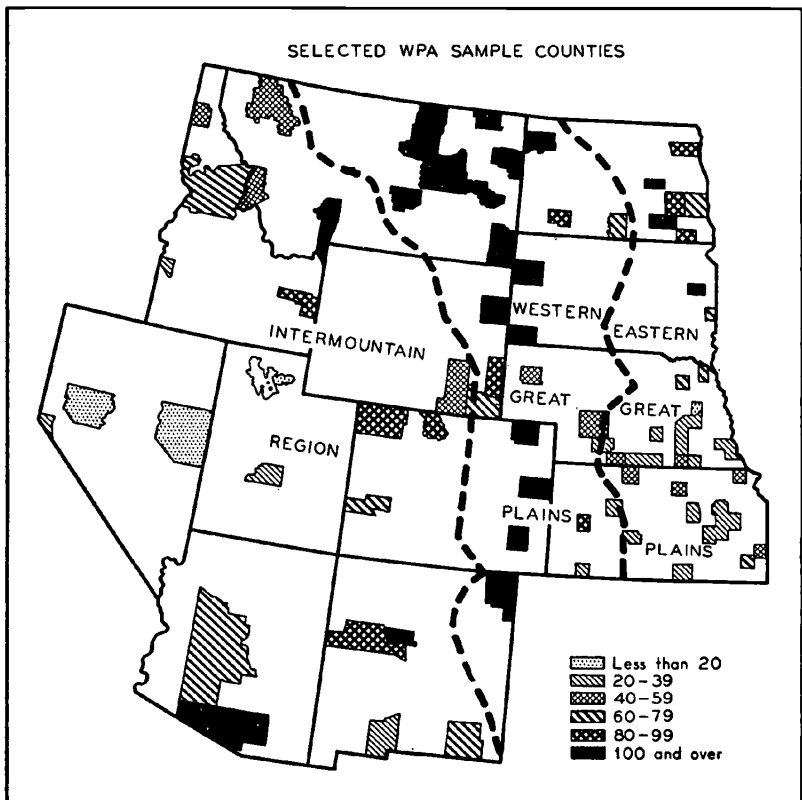 SELECTED WPA SAMPLE COUNTIES
WESTERN
EASTERN
INTERMOUNTAIN
GREAT
GREAT
REGION
PLAINS
PLAINS
Less than 20
20-39
40-59
60-79
80-99
100 and over